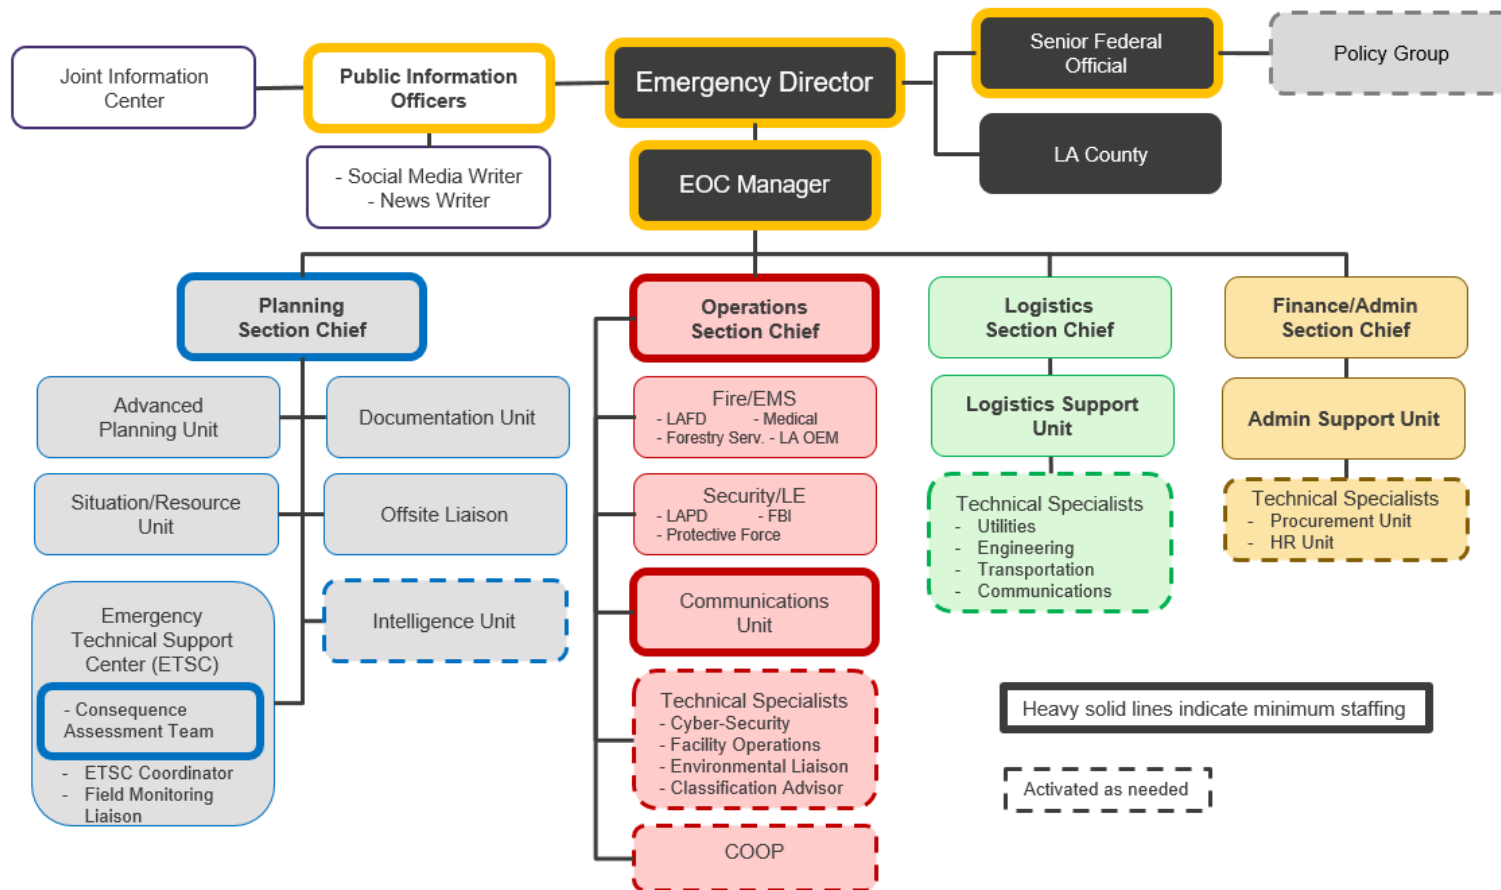 Joint Information
Center
Public Information
Officers
Emergency Director
Senior Federal
Official
Policy Group
- Social Media Writer
- News Writer
EOC Manager
LA County
Planning
Section Chief
Operations
Section Chief
Logistics
Section Chief
Finance/Admin
Section Chief
Advanced
Planning Unit
Documentation Unit
Situation/Resource
Unit
Offsite Liaison
Emergency
Technical Support
Center (ETSC)
- Consequence
Assessment Team
- ETSC Coordinator
- Field Monitoring
Liaison
Intelligence Unit
Fire/EMS
- LAFD - Medical
- Forestry Serv. - LA OEM
Security/LE
- LAPD - FBI
- Protective Force
Communications
Unit
Technical Specialists
- Cyber-Security
- Facility Operations
- Environmental Liaison
- Classification Advisor
COOP
Logistics Support
Unit
Technical Specialists
- Utilities
- Engineering
- Transportation
- Communications
Admin Support Unit
Technical Specialists
- Procurement Unit
- HR Unit
Heavy solid lines indicate minimum staffing
Activated as needed